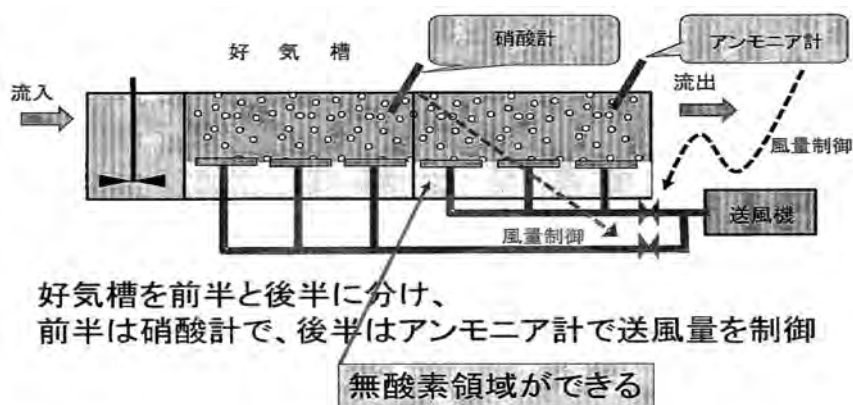 好気槽
硝酸計
アンモニア計
流入
流出
風量制御
送風機
風量制御
好気槽を前半と後半に分け、
前半は硝酸計で、後半はアンモニア計で送風量を制御
無酸素領域ができる